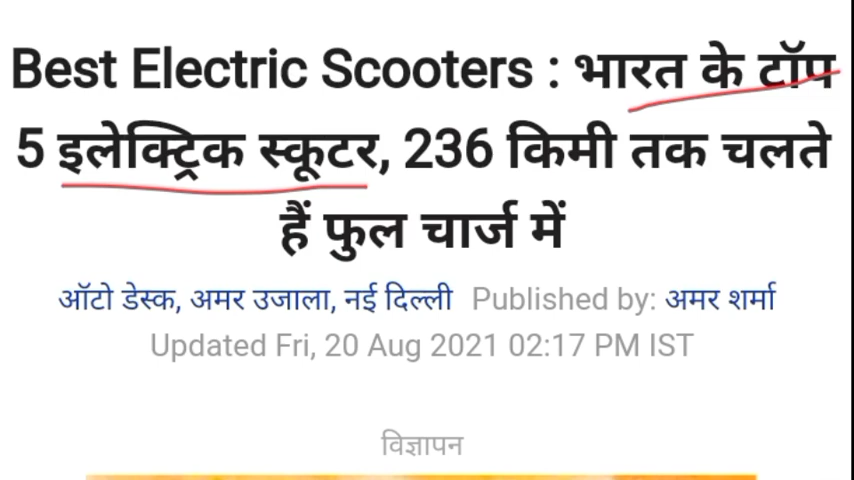 Best Electric Scooters : भारत के टॉप
5 इलेक्ट्रिक स्कूटर, 236 किमी तक चलते
हैं फुल चार्ज में
ऑटो डेस्क, अमर उजाला, नई दिल्ली Published by: अमर शर्मा
Updated Fri, 20 Aug 2021 02:17 PM IST
विज्ञापन